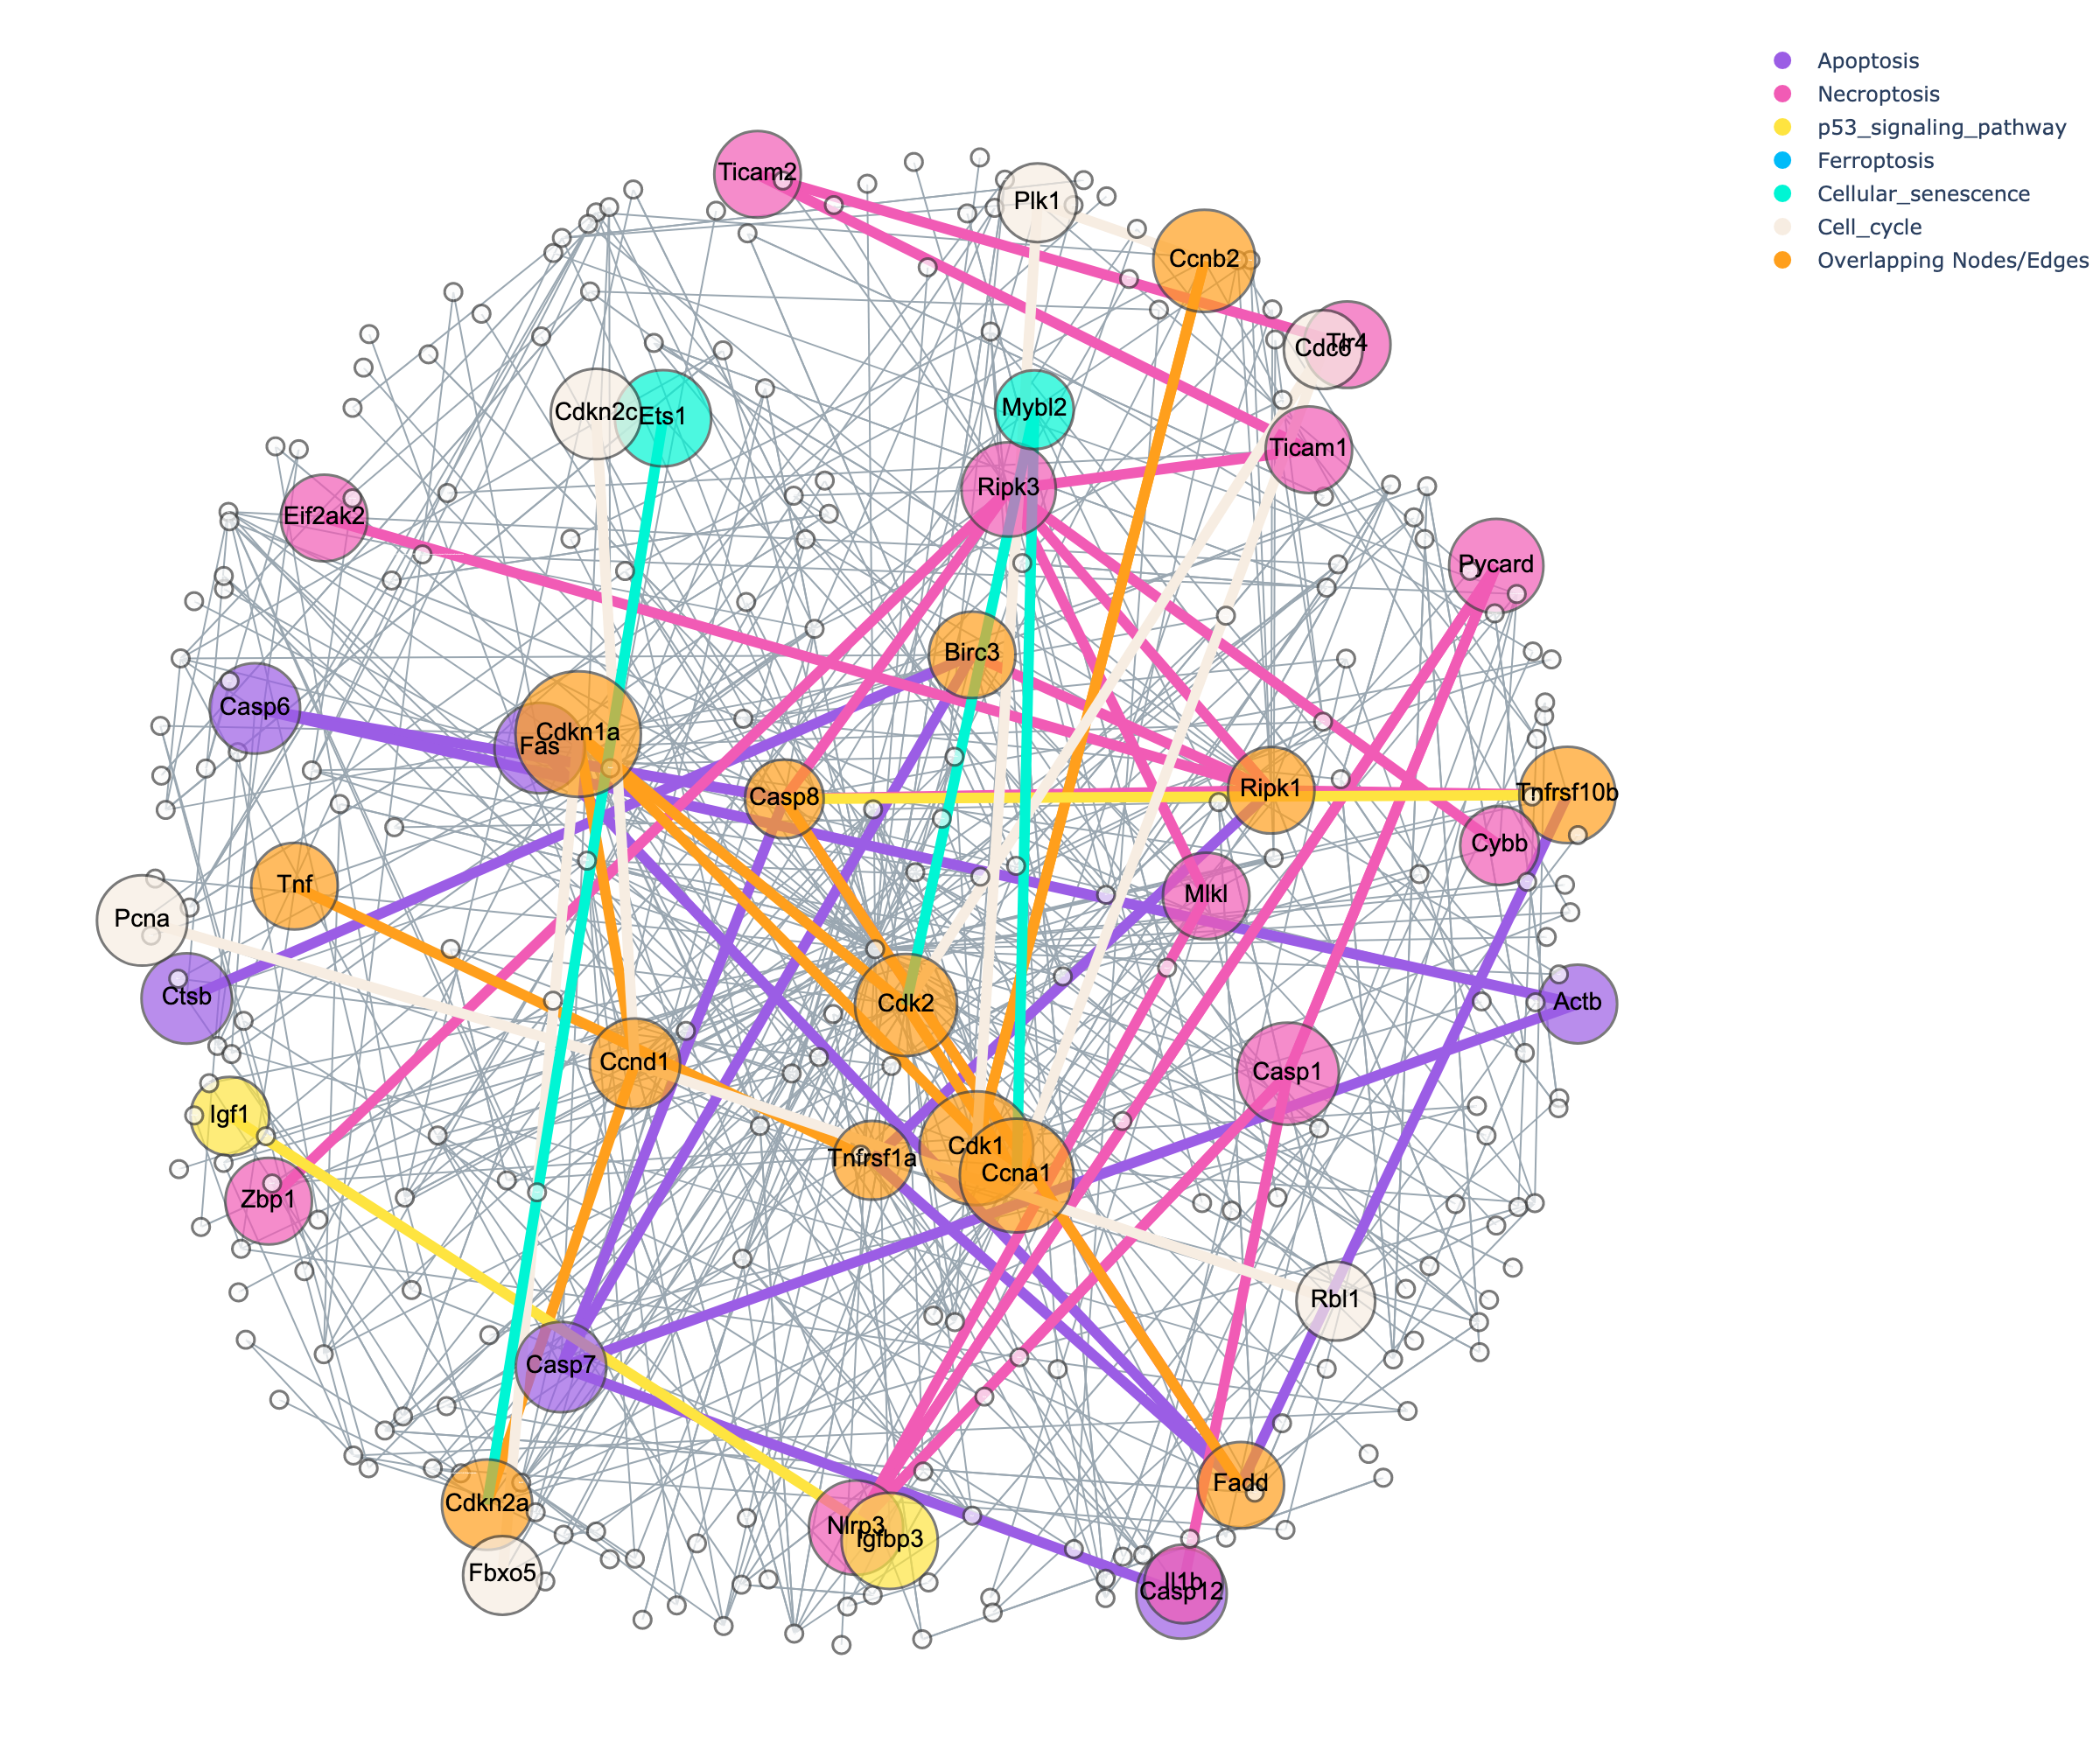 Apoptosis
Necroptosis
p53_signaling_pathway
Ferroptosis
Cellular_senescence
Cell_cycle
Overlapping Nodes/Edges
Ticam2
Plk1
Ccnb2
Tlr4
Cdc6
Cdkn2c
Ets1
Mybl2
Ticam1
Ripk3
Eif2ak2
Pycard
Birc3
Casp6
Cdkn1a
Fas
Casp8
Ripk1
Tnfrsf10b
Cybb
Tnf
Mlkl
Pcna
Ctsb
Cdk2
Actb
Ccnd1
Casp1
Igf1
Cdk1
Tnfrsf1a
Ccna1
Zbp1
Rbl1
Casp7
Fadd
Cdkn2a
Nlrp3
Igfbp3
Fbxo5
Il1b
Casp12